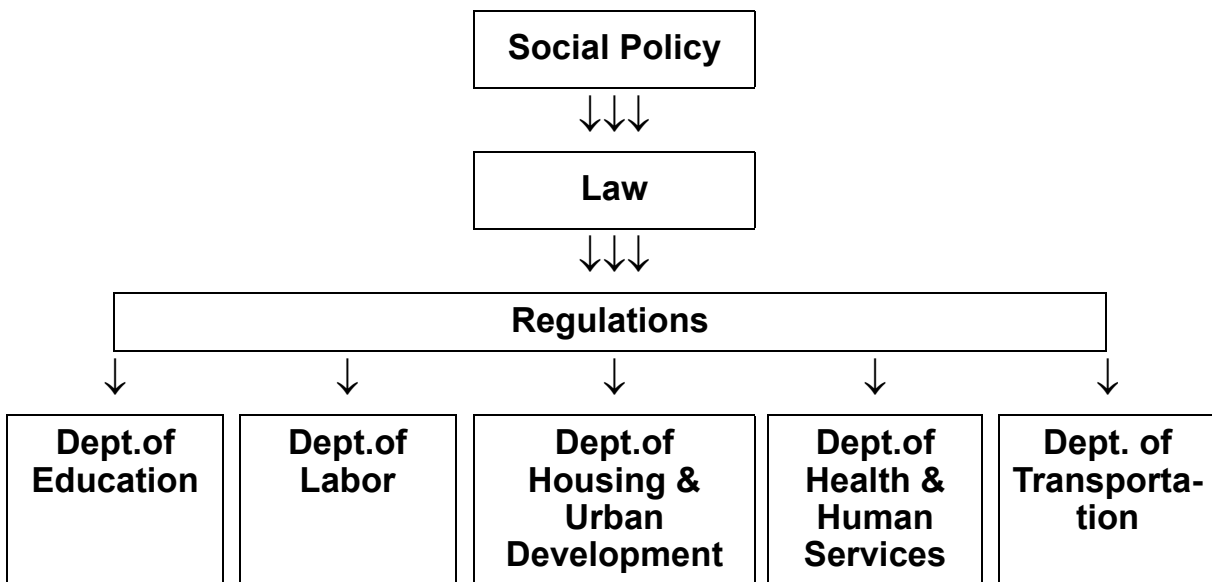 Social Policy
↓↓↓
Law
↓↓↓
Regulations
↓ ↓ ↓ ↓ ↓
Dept.of
Education
Dept.of
Labor
Dept.of
Housing &
Urban
Development
Dept.of
Health &
Human
Services
Dept. of
Transporta-
tion